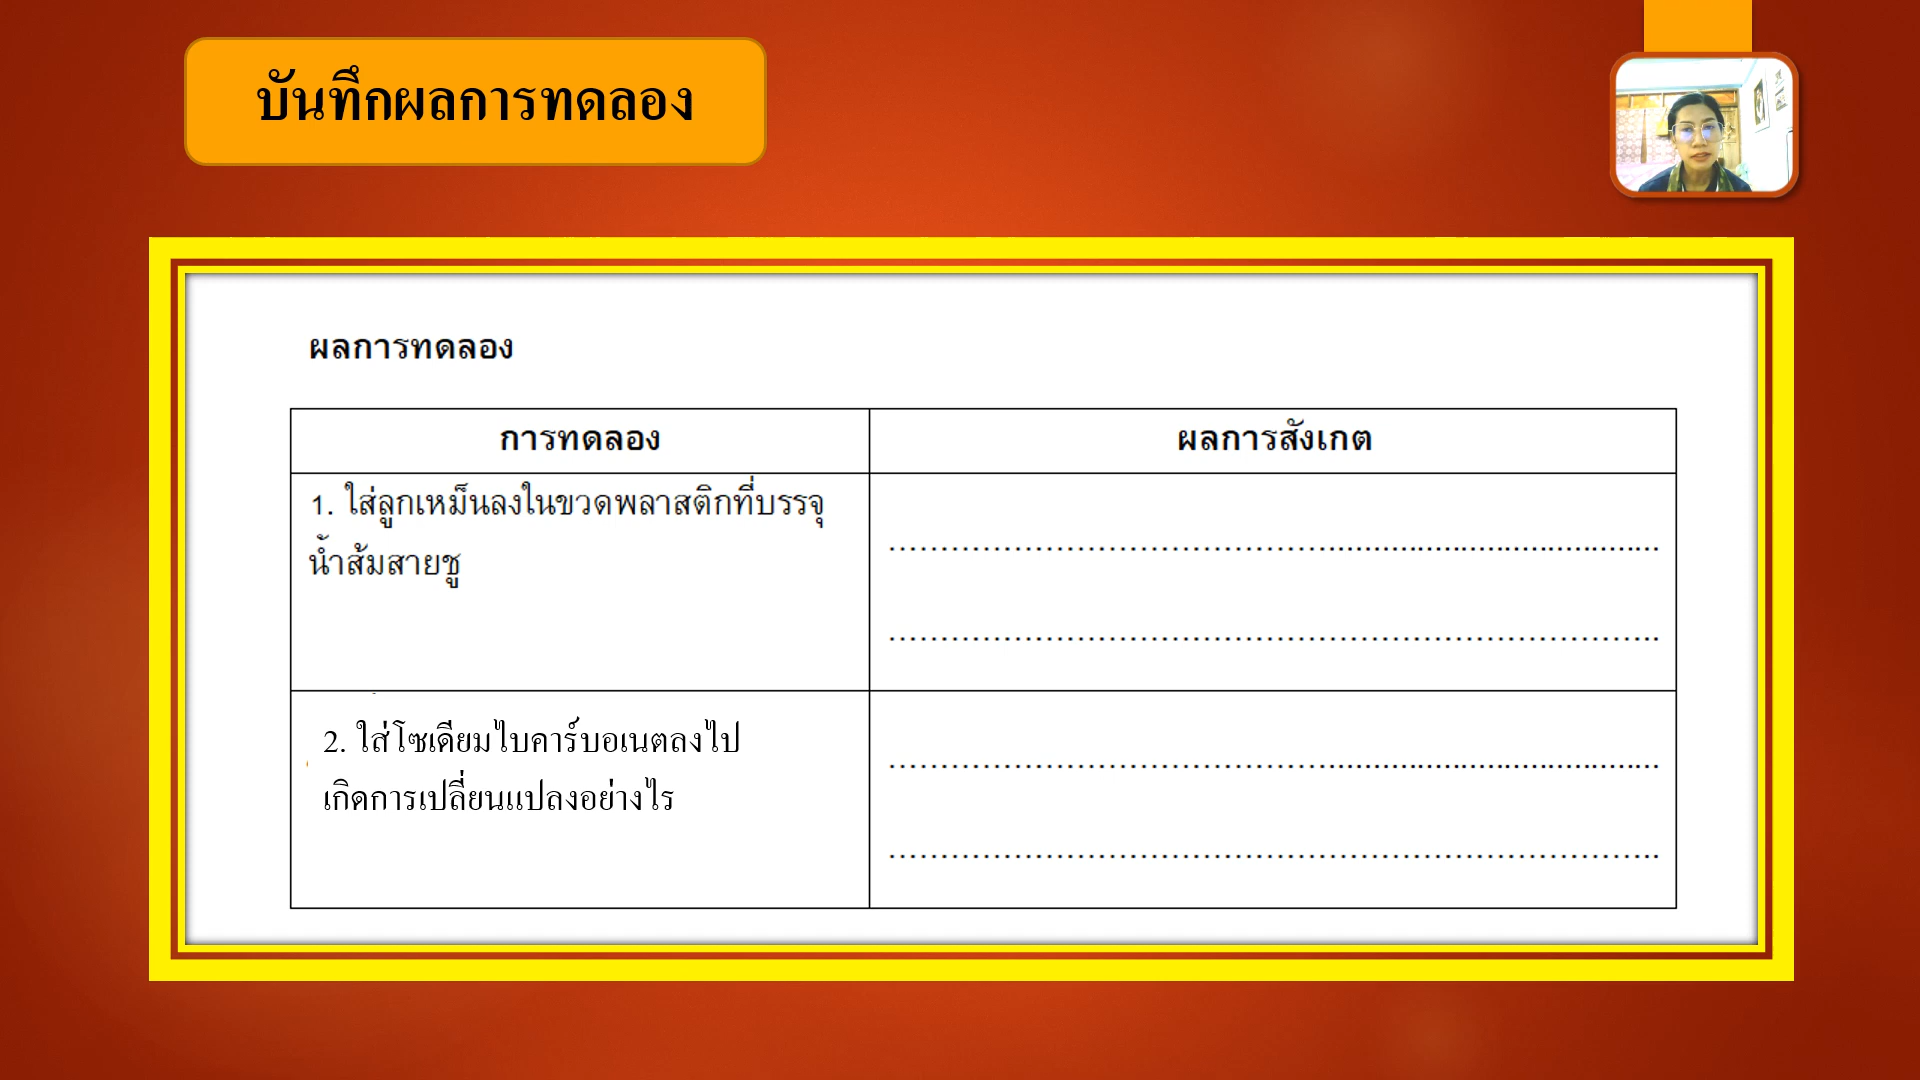 บันทึกผลการทดลอง
ผลการทดลอง
การทดลอง
ผลการสังเกต
1. ใส่ลูกเหม็นลงในขวดพลาสติกที่บรรจุ
น้ำส้มสายชู
2. ใส่โซเดียมไบคาร์บอเนตลงไป
เกิดการเปลี่ยนแปลงอย่างไร